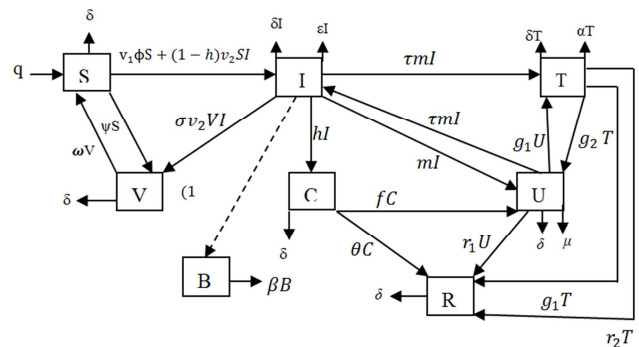 δ
δI
εI
δT
αT
q
S
v₁ϕS + (1 − h)v₂SI
I
τmI
T
ωV
ψS
σv₂VI
hI
τmI
mI
g₁U
g₂ T
δ
V
(1
C
fC
U
δ
θC
r₁U
δ
μ
B
βB
δ
R
g₁T
r₂T